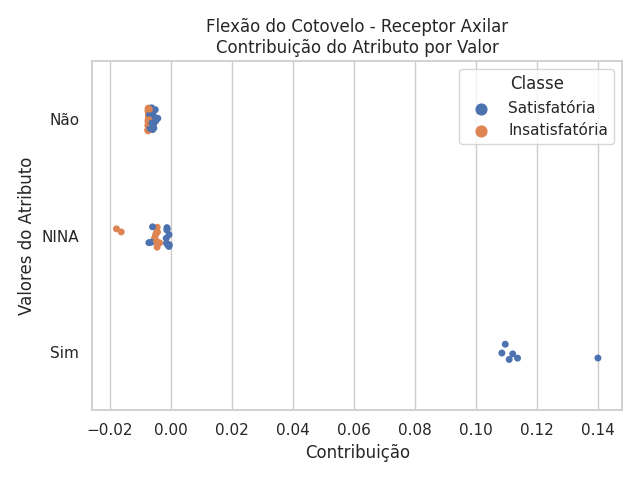 Flexão do Cotovelo - Receptor Axilar
Contribuição do Atributo por Valor
Classe
Satisfatória
Insatisfatória
Valores do Atributo
Não
NINA
Sim
−0.02 0.00 0.02 0.04 0.06 0.08 0.10 0.12 0.14
Contribuição